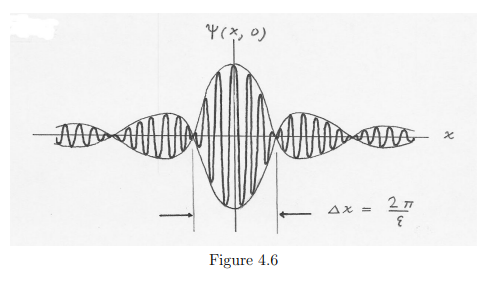 Ψ(x, 0)
x
Δx = 2π/ε
Figure 4.6